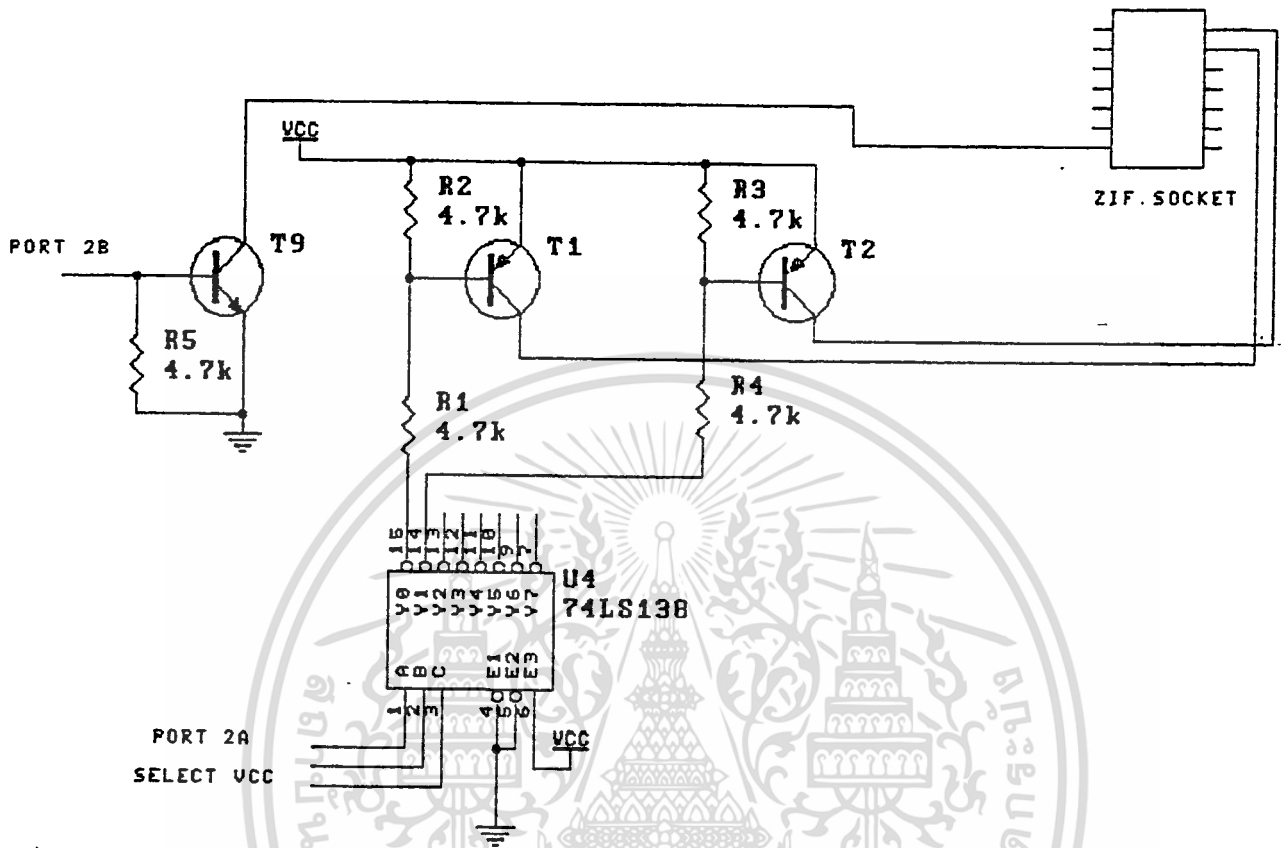 VCC
ZIF.SOCKET
R2
4.7k
R3
4.7k
PORT 2B
T9
T1
T2
R5
4.7k
R1
4.7k
R4
4.7k
15 14 13 12 11 10 9 7
Y0 Y1 Y2 Y3 Y4 Y5 Y6 Y7
U4
74LS138
A B C E1 E2 E3
1 2 3 4 5 6
PORT 2A
VCC
SELECT VCC